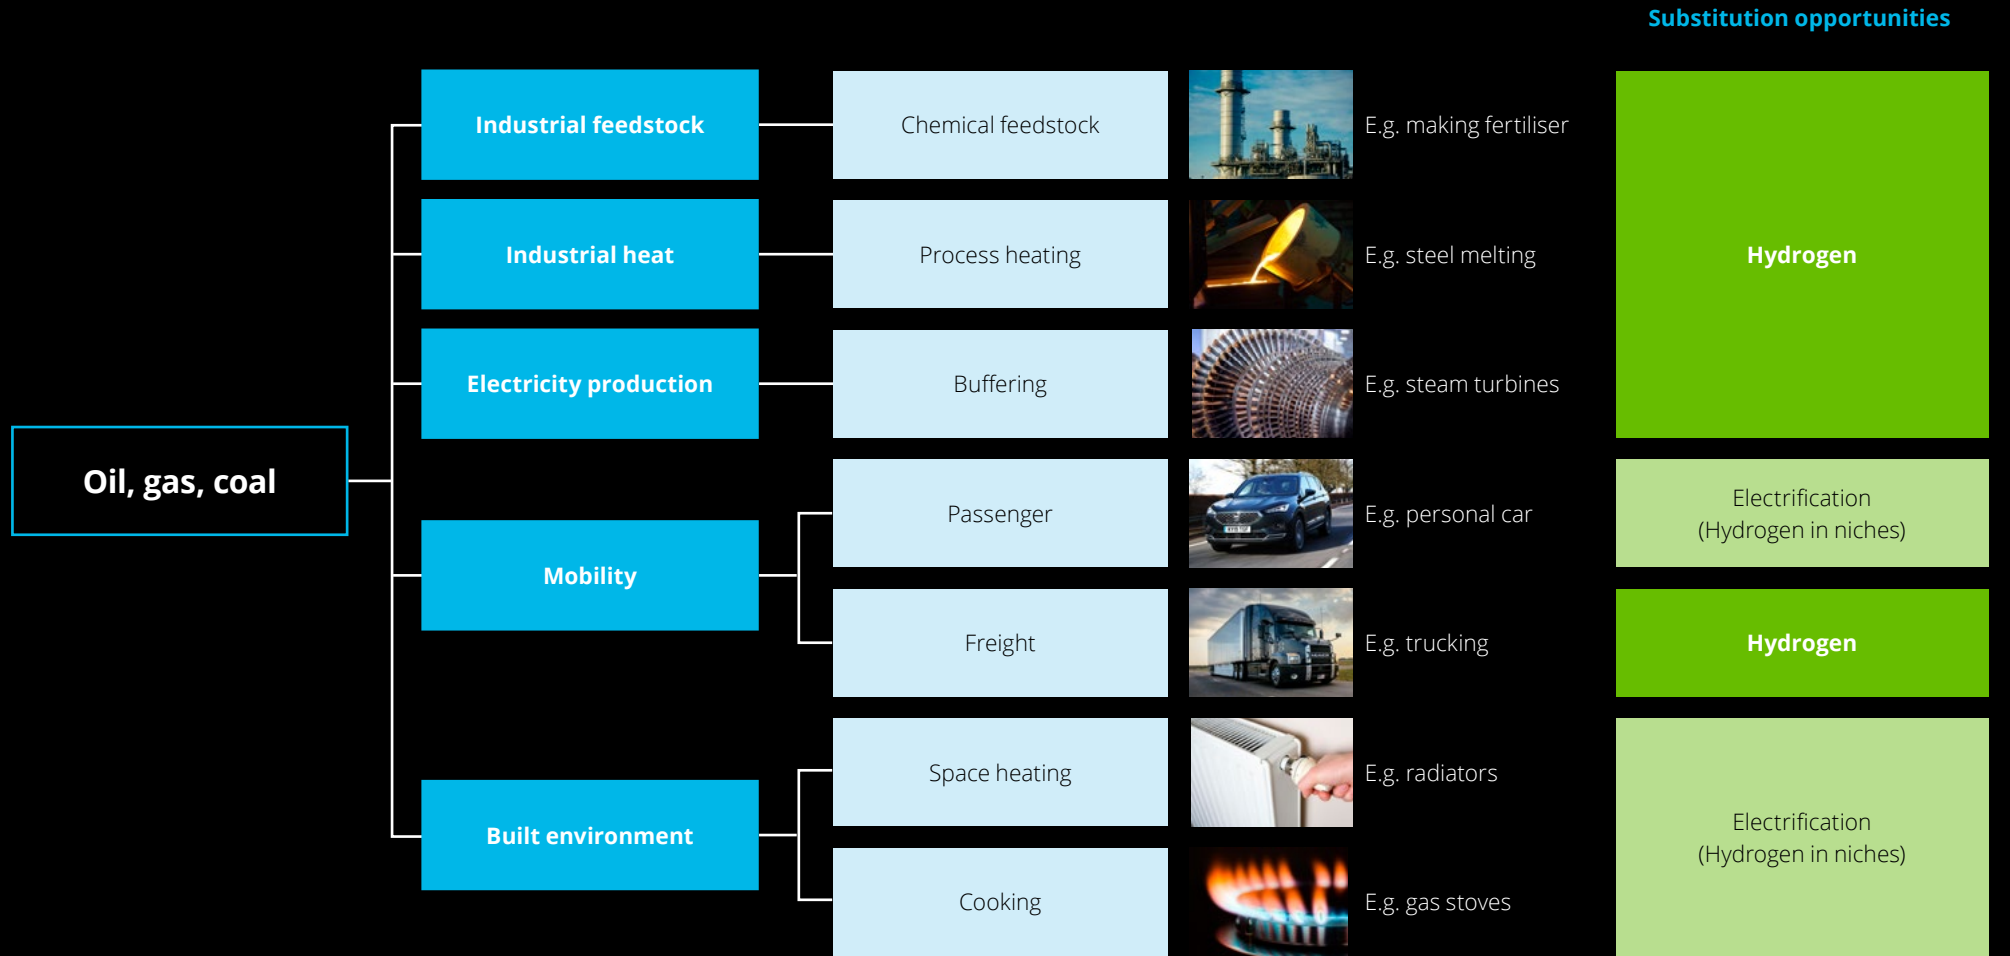 Substitution opportunities
Industrial feedstock
Chemical feedstock
E.g. making fertiliser
Industrial heat
Process heating
E.g. steel melting
Hydrogen
Electricity production
Buffering
E.g. steam turbines
Oil, gas, coal
Mobility
Passenger
E.g. personal car
Electrification
(Hydrogen in niches)
Freight
E.g. trucking
Hydrogen
Built environment
Space heating
E.g. radiators
Cooking
E.g. gas stoves
Electrification
(Hydrogen in niches)